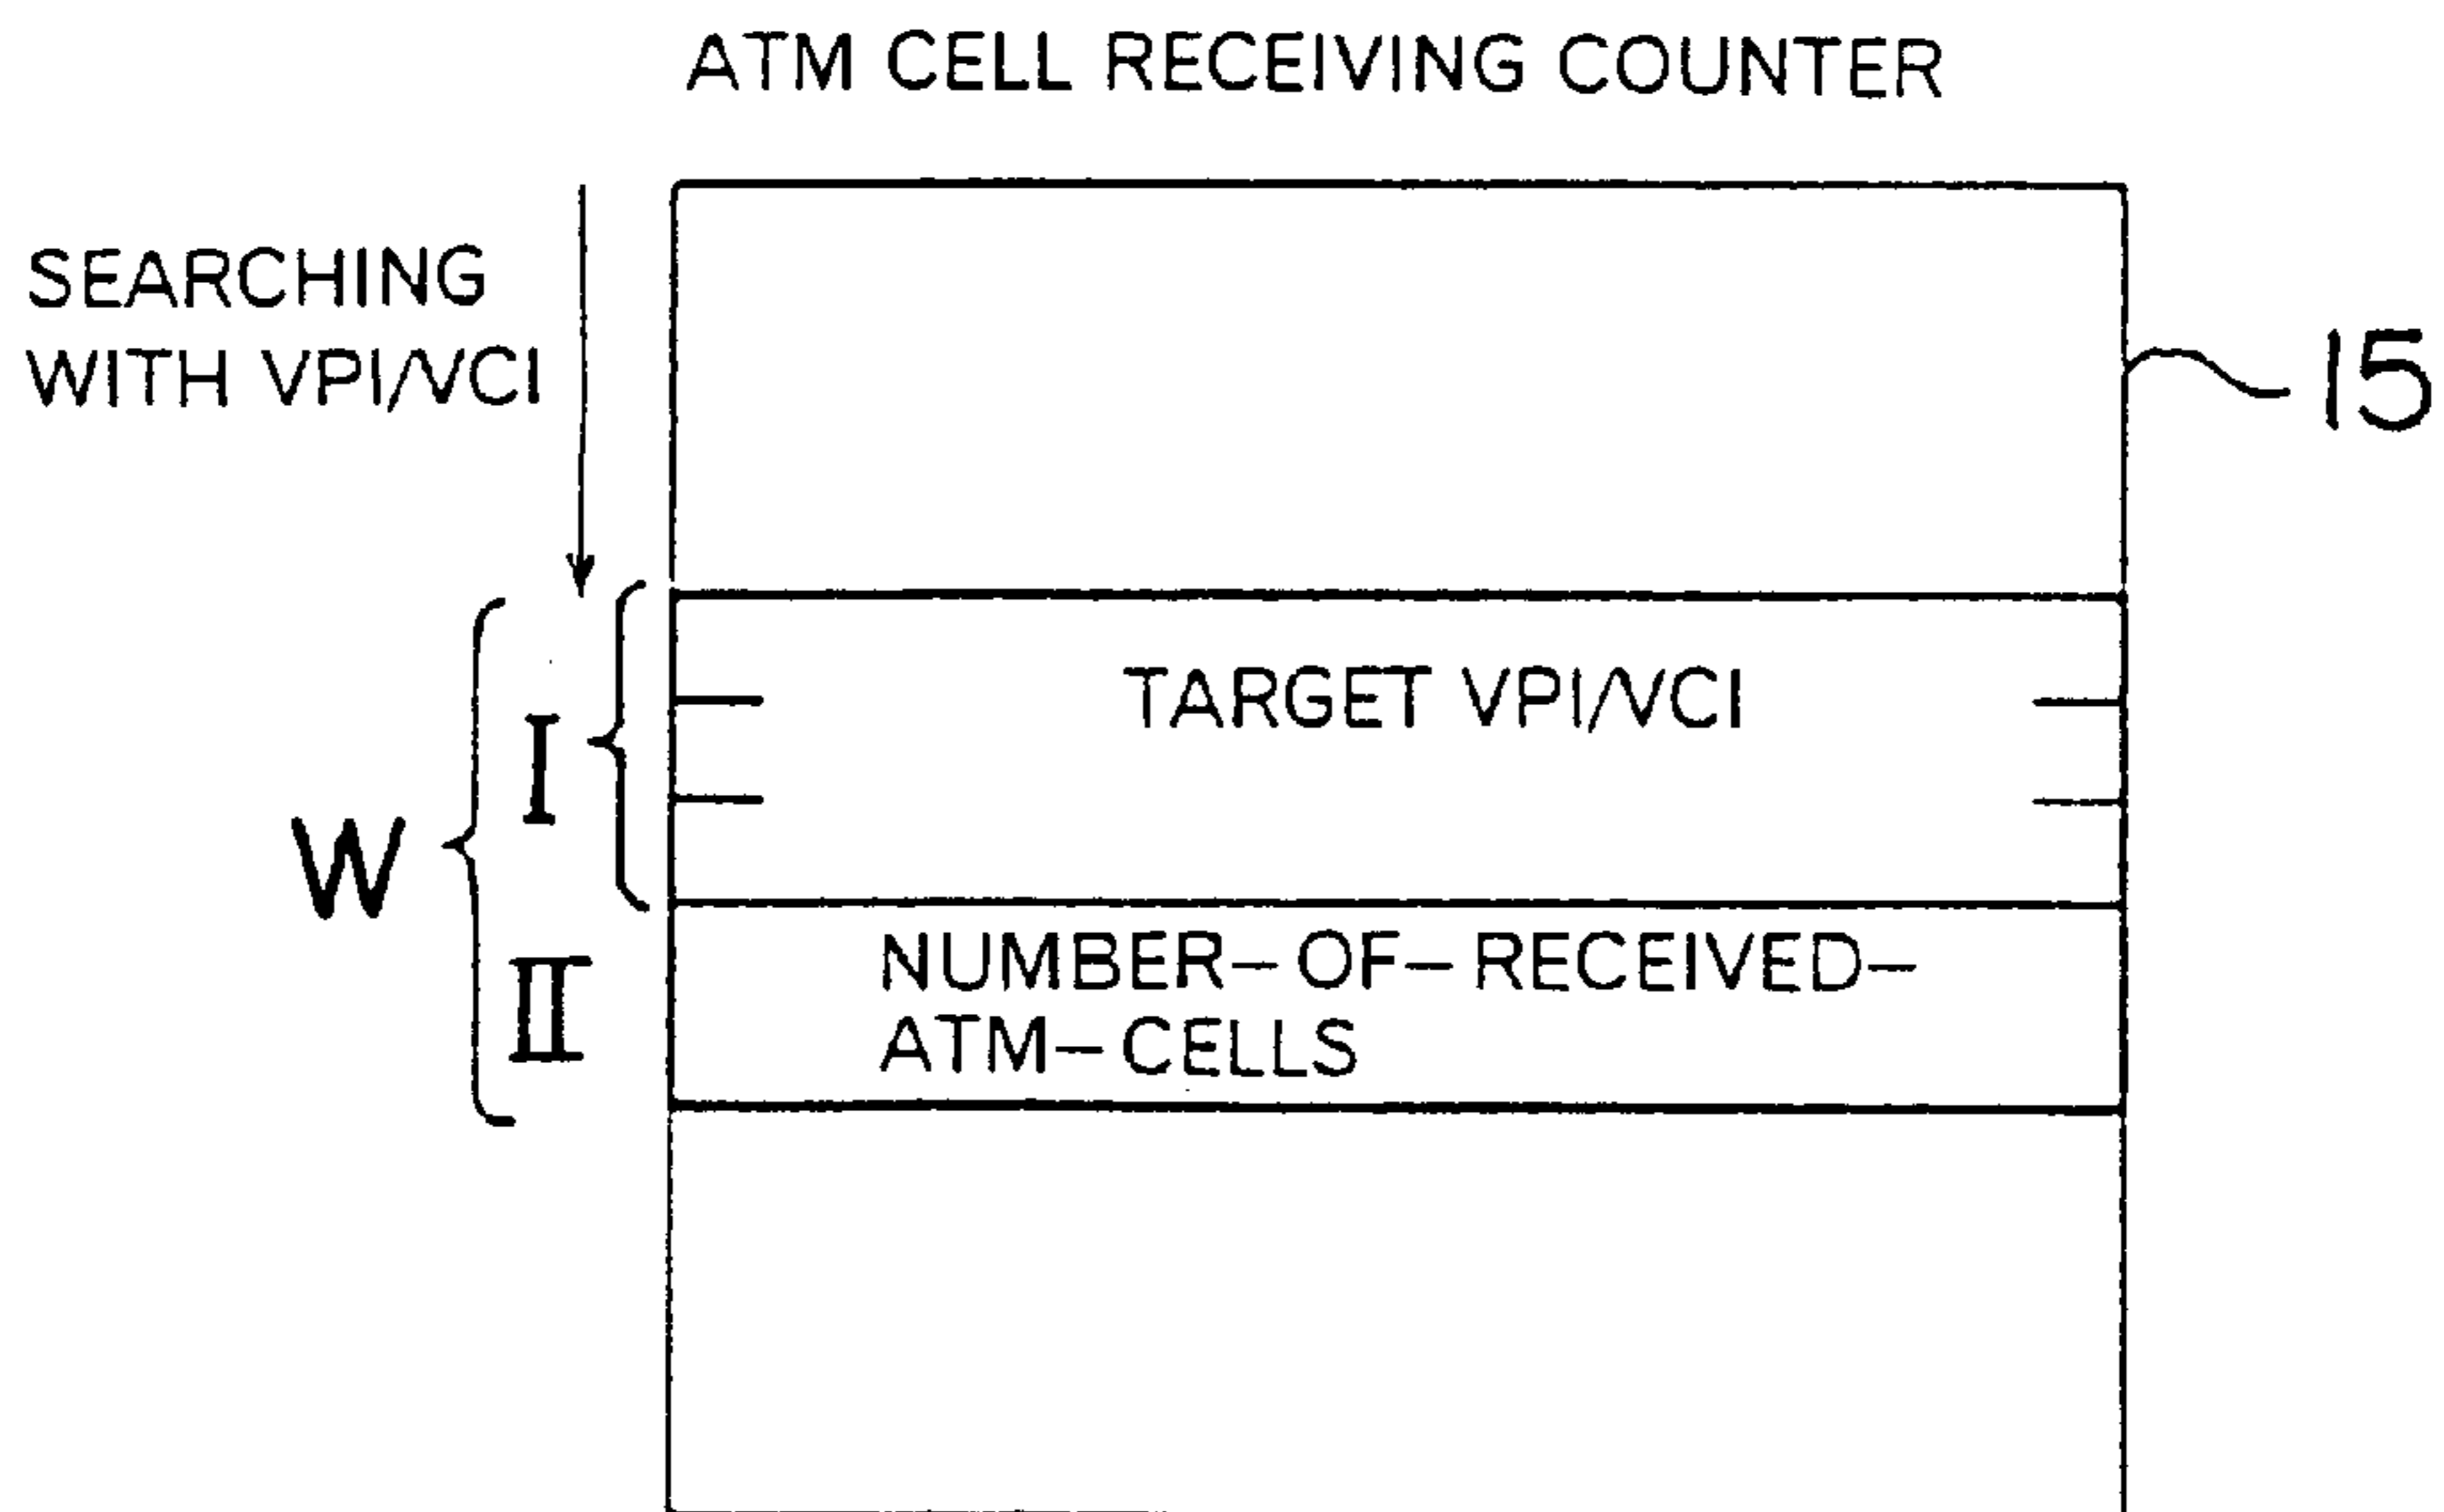 ATM CELL RECEIVING COUNTER
SEARCHING
WITH VPI/VCI
15
TARGET VPI/VCI
I
W
NUMBER-OF-RECEIVED-
ATM-CELLS
II